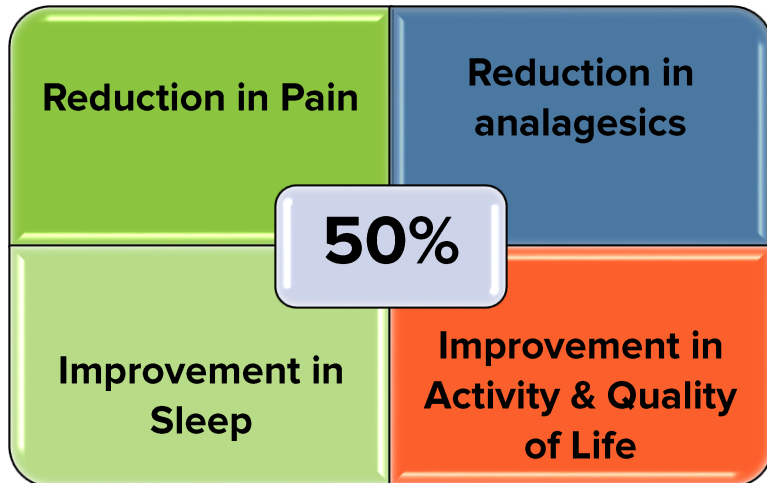 Reduction in Pain
Reduction in
analagesics
50%
Improvement in
Sleep
Improvement in
Activity & Quality
of Life